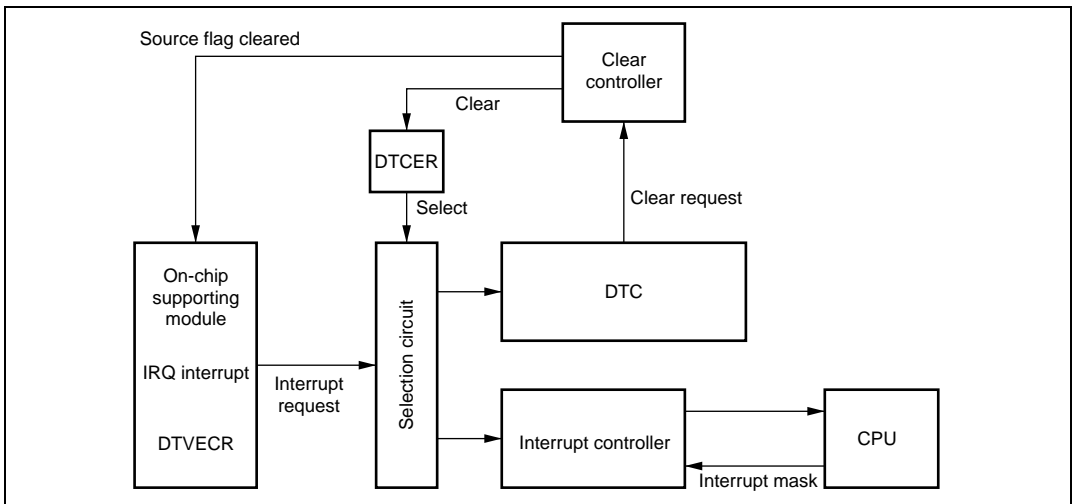 Source flag cleared
Clear
controller
Clear
DTCER
Clear request
Select
On-chip
supporting
module
DTC
Selection circuit
IRQ interrupt
Interrupt
request
DTVECR
Interrupt controller
CPU
Interrupt mask